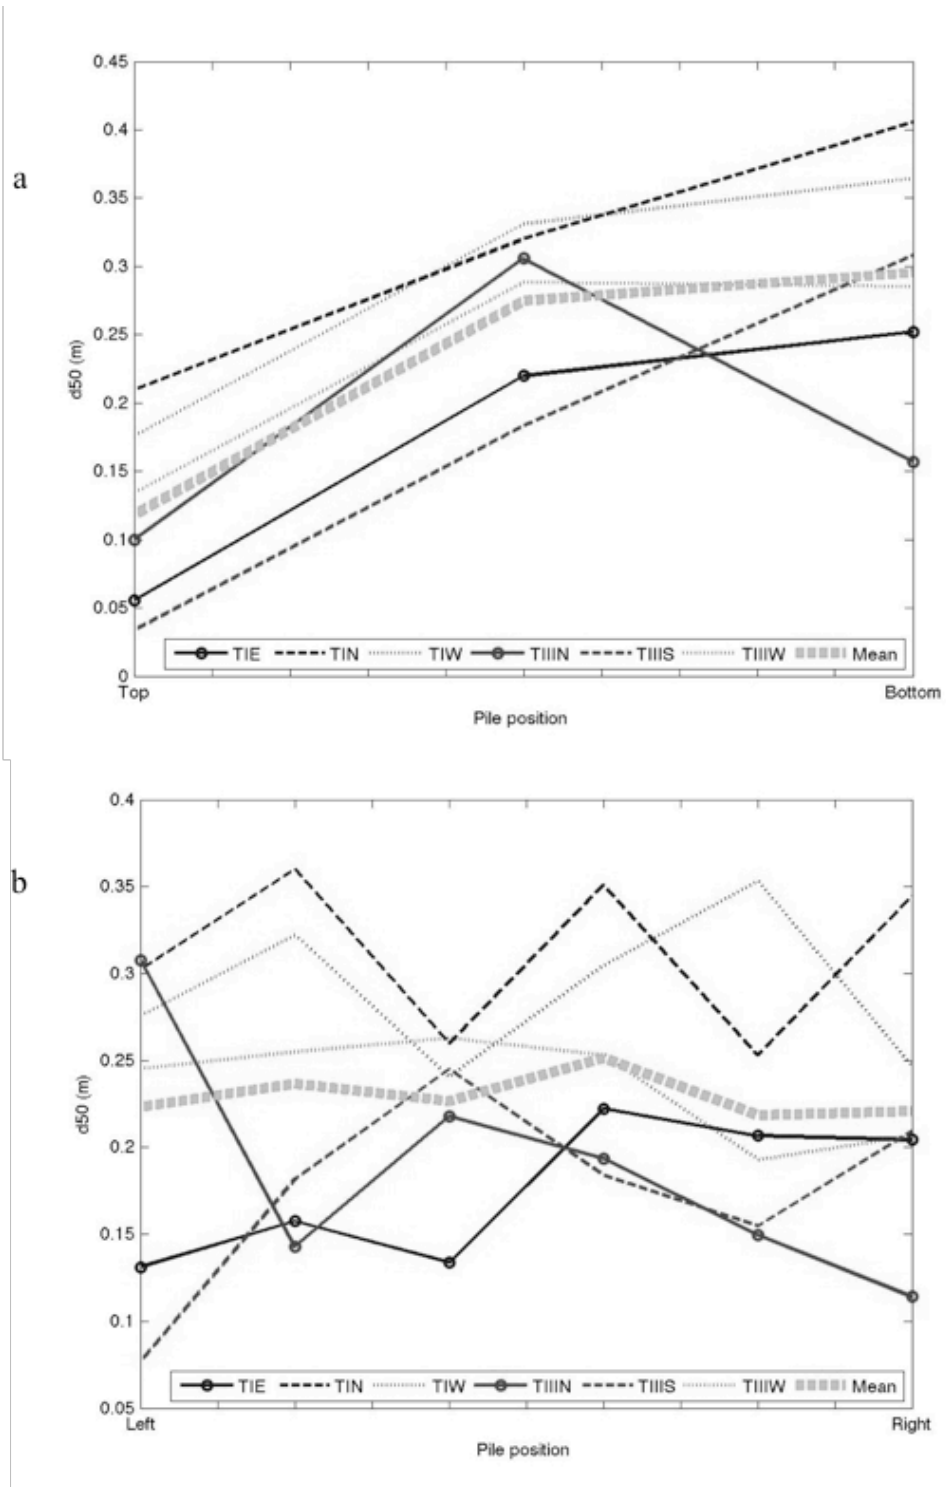 a
0.45
0.4
0.35
0.3
0.25
0.2
0.15
0.1
0.05
0
d50 (m)
TIE TIN TIW TIIIN TIIIS TIIIW Mean
Top Bottom
Pile position
b
0.4
0.35
0.3
0.25
0.2
0.15
0.1
0.05
d50 (m)
TIE TIN TIW TIIIN TIIIS TIIIW Mean
Left Right
Pile position